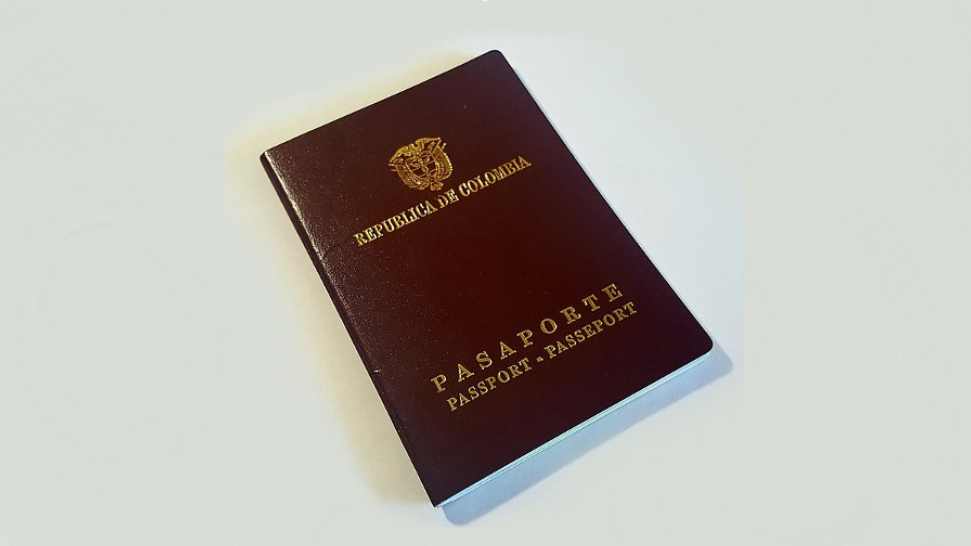 REPUBLICA DE COLOMBIA
PASAPORTE
PASSPORT - PASSEPORT